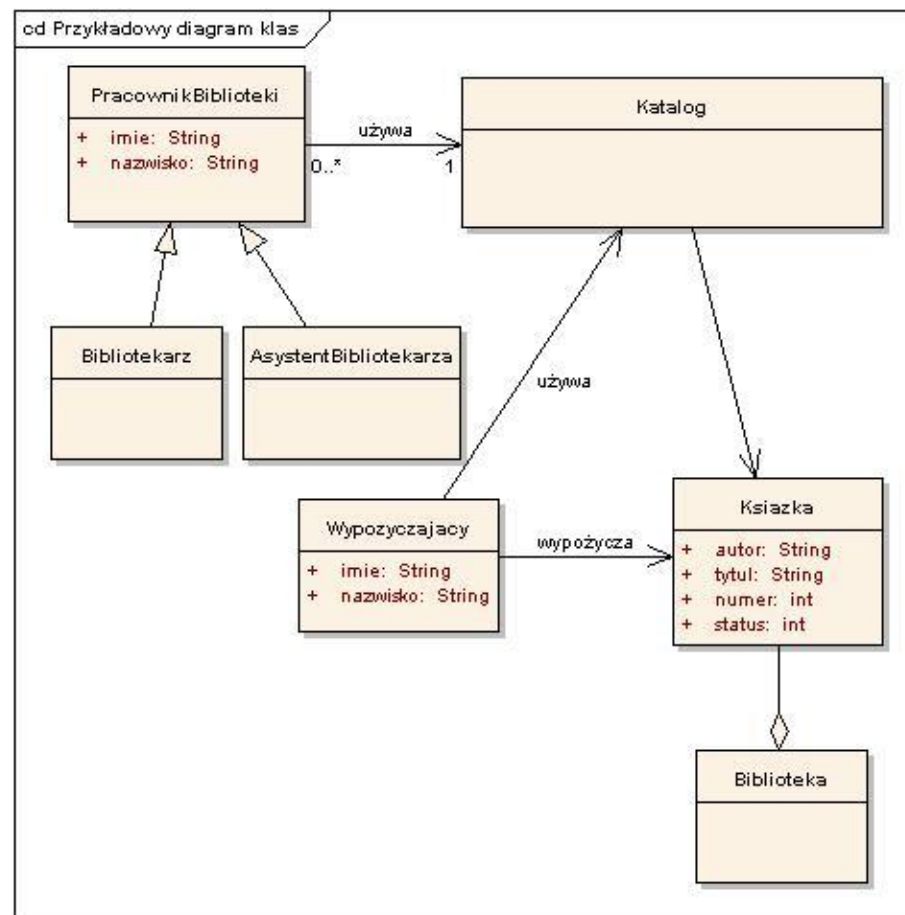 cd Przykładowy diagram klas
PracownikBiblioteki
+ imie: String
+ nazwisko: String
używa
0..*
1
Katalog
Bibliotekarz
AsystentBibliotekarza
używa
Wypozyczajacy
+ imie: String
+ nazwisko: String
wypożycza
Ksiazka
+ autor: String
+ tytul: String
+ numer: int
+ status: int
Biblioteka